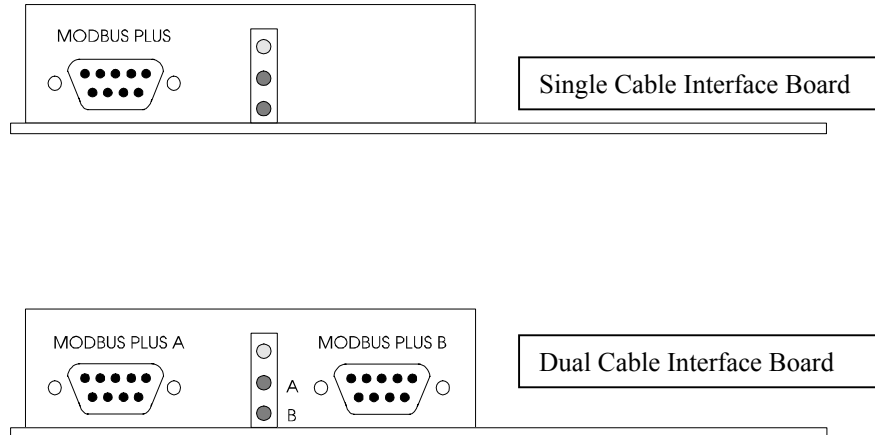 MODBUS PLUS
Single Cable Interface Board
MODBUS PLUS A
MODBUS PLUS B
Dual Cable Interface Board
A
B